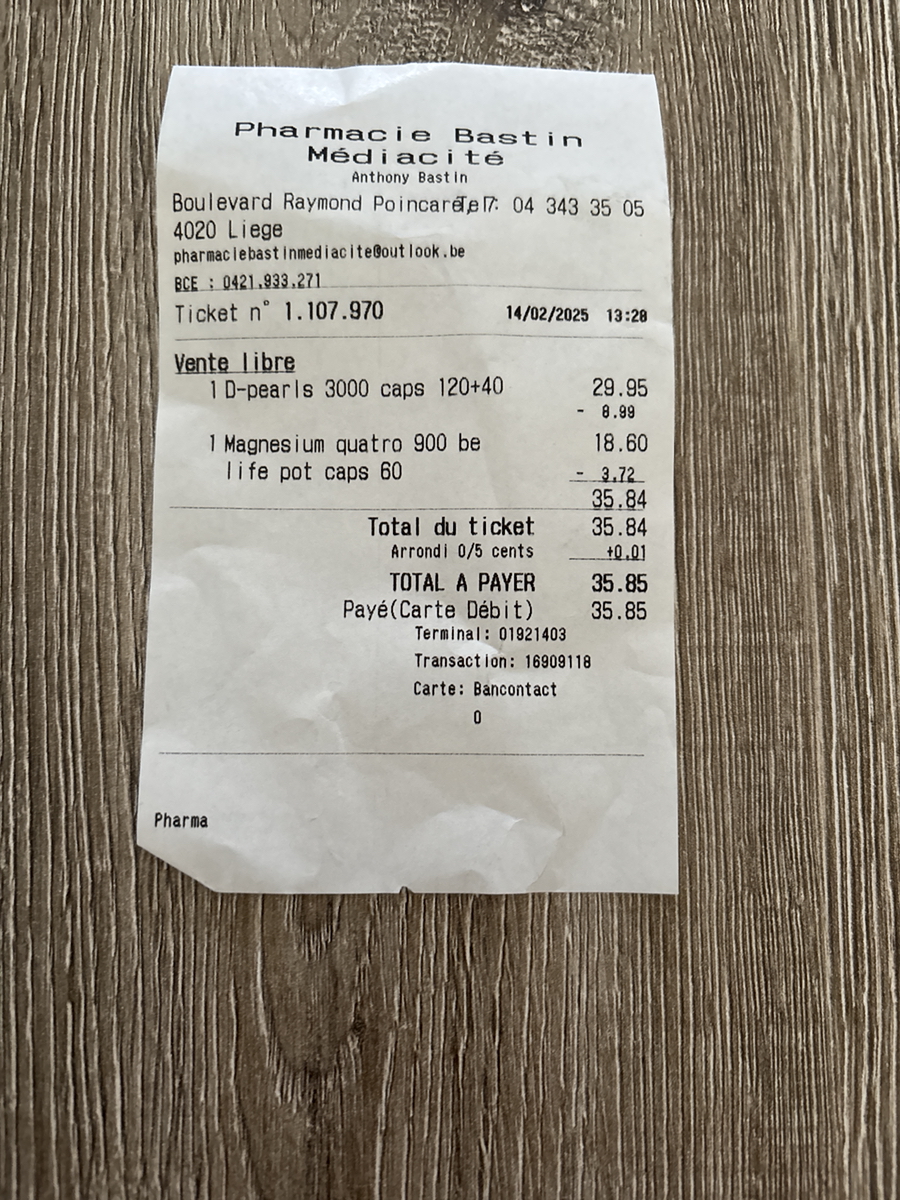 Pharmacie Bastin
Médiacité
Anthony Bastin
Boulevard Raymond Poincaré, 7 Tel : 04 343 35 05
4020 Liege
pharmaciebastinmediacite@outlook.be
BCE : 0421.933.271
Ticket n° 1.107.970 14/02/2025 13:28
Vente libre
1 D-pearls 3000 caps 120+40 29.95
- 8.99
1 Magnesium quatro 900 be 18.60
life pot caps 60 - 3.72
35.84
Total du ticket 35.84
Arrondi 0/5 cents +0.01
TOTAL A PAYER 35.85
Payé(Carte Débit) 35.85
Terminal: 01921403
Transaction: 16909118
Carte: Bancontact
0
Pharma